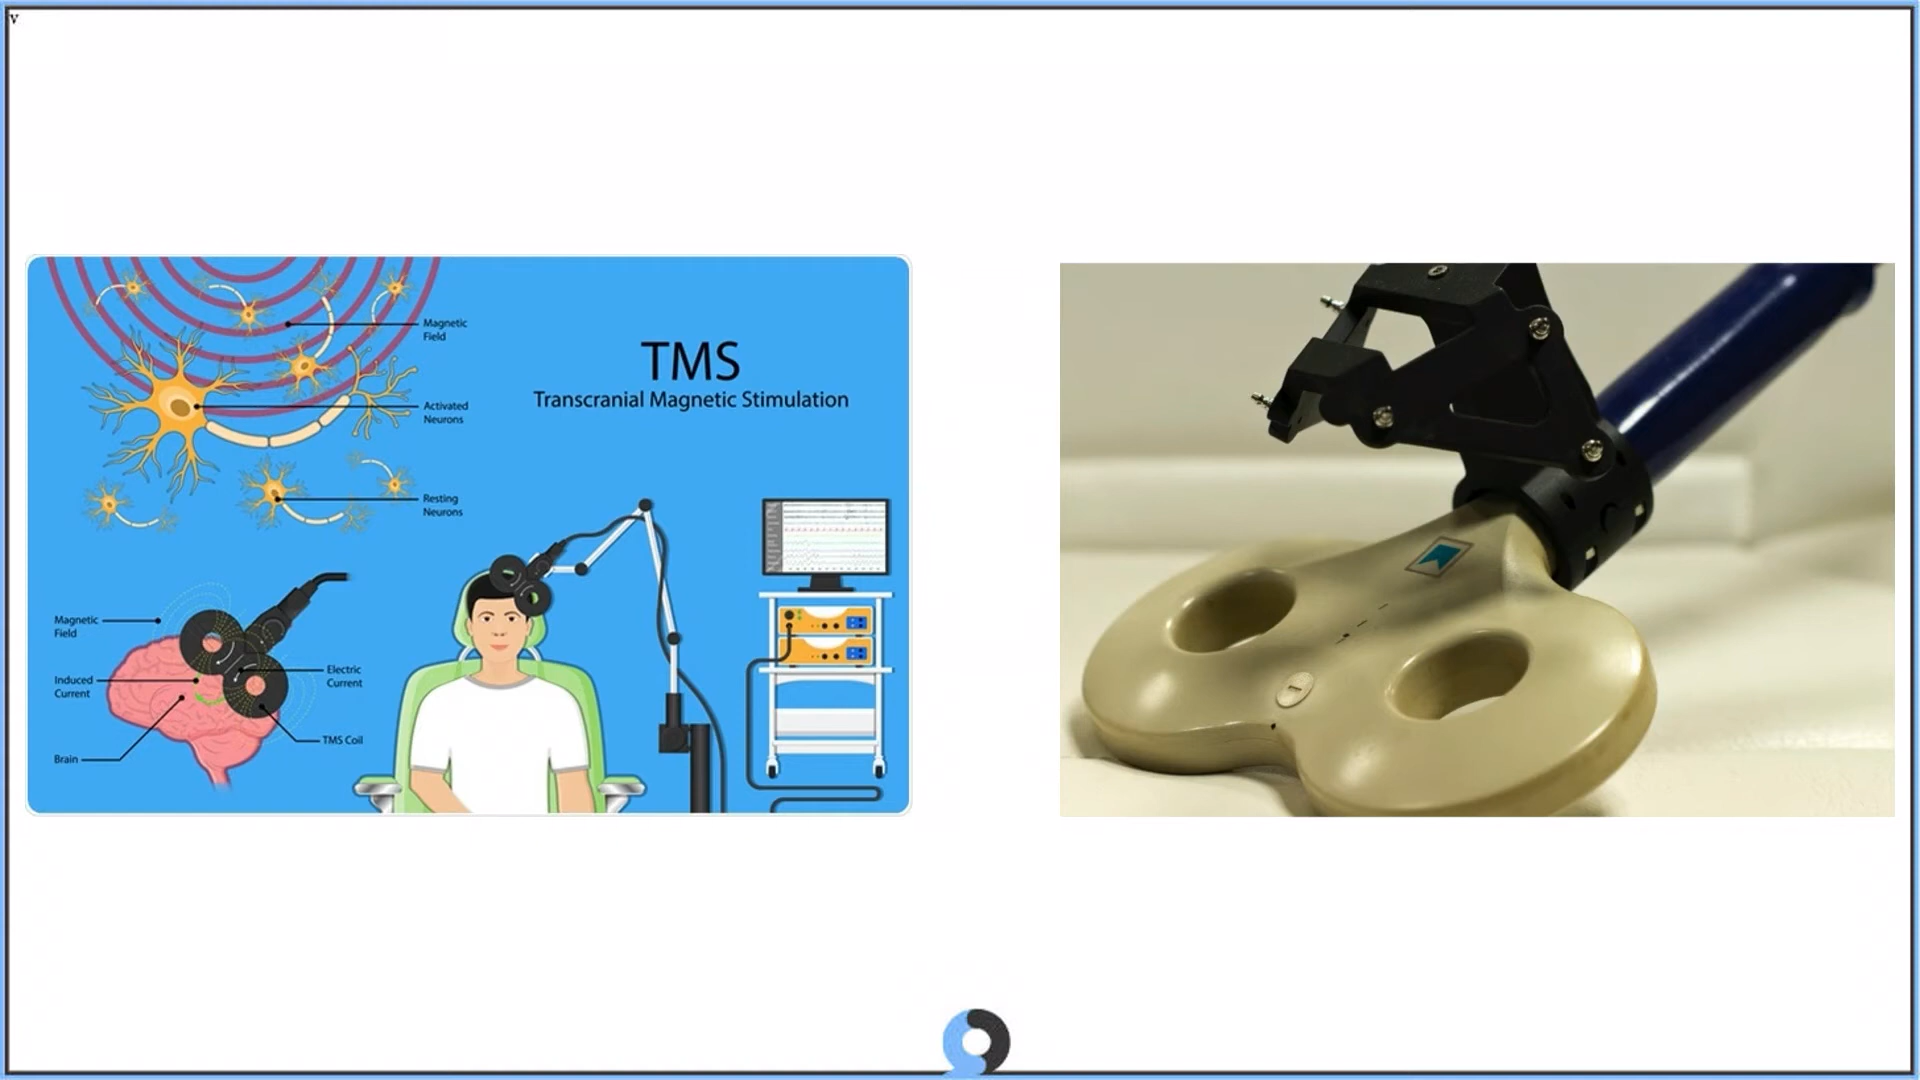 v
TMS
Transcranial Magnetic Stimulation
Magnetic
Field
Activated
Neurons
Resting
Neurons
Magnetic
Field
Induced
Current
Brain
Electric
Current
TMS Coil